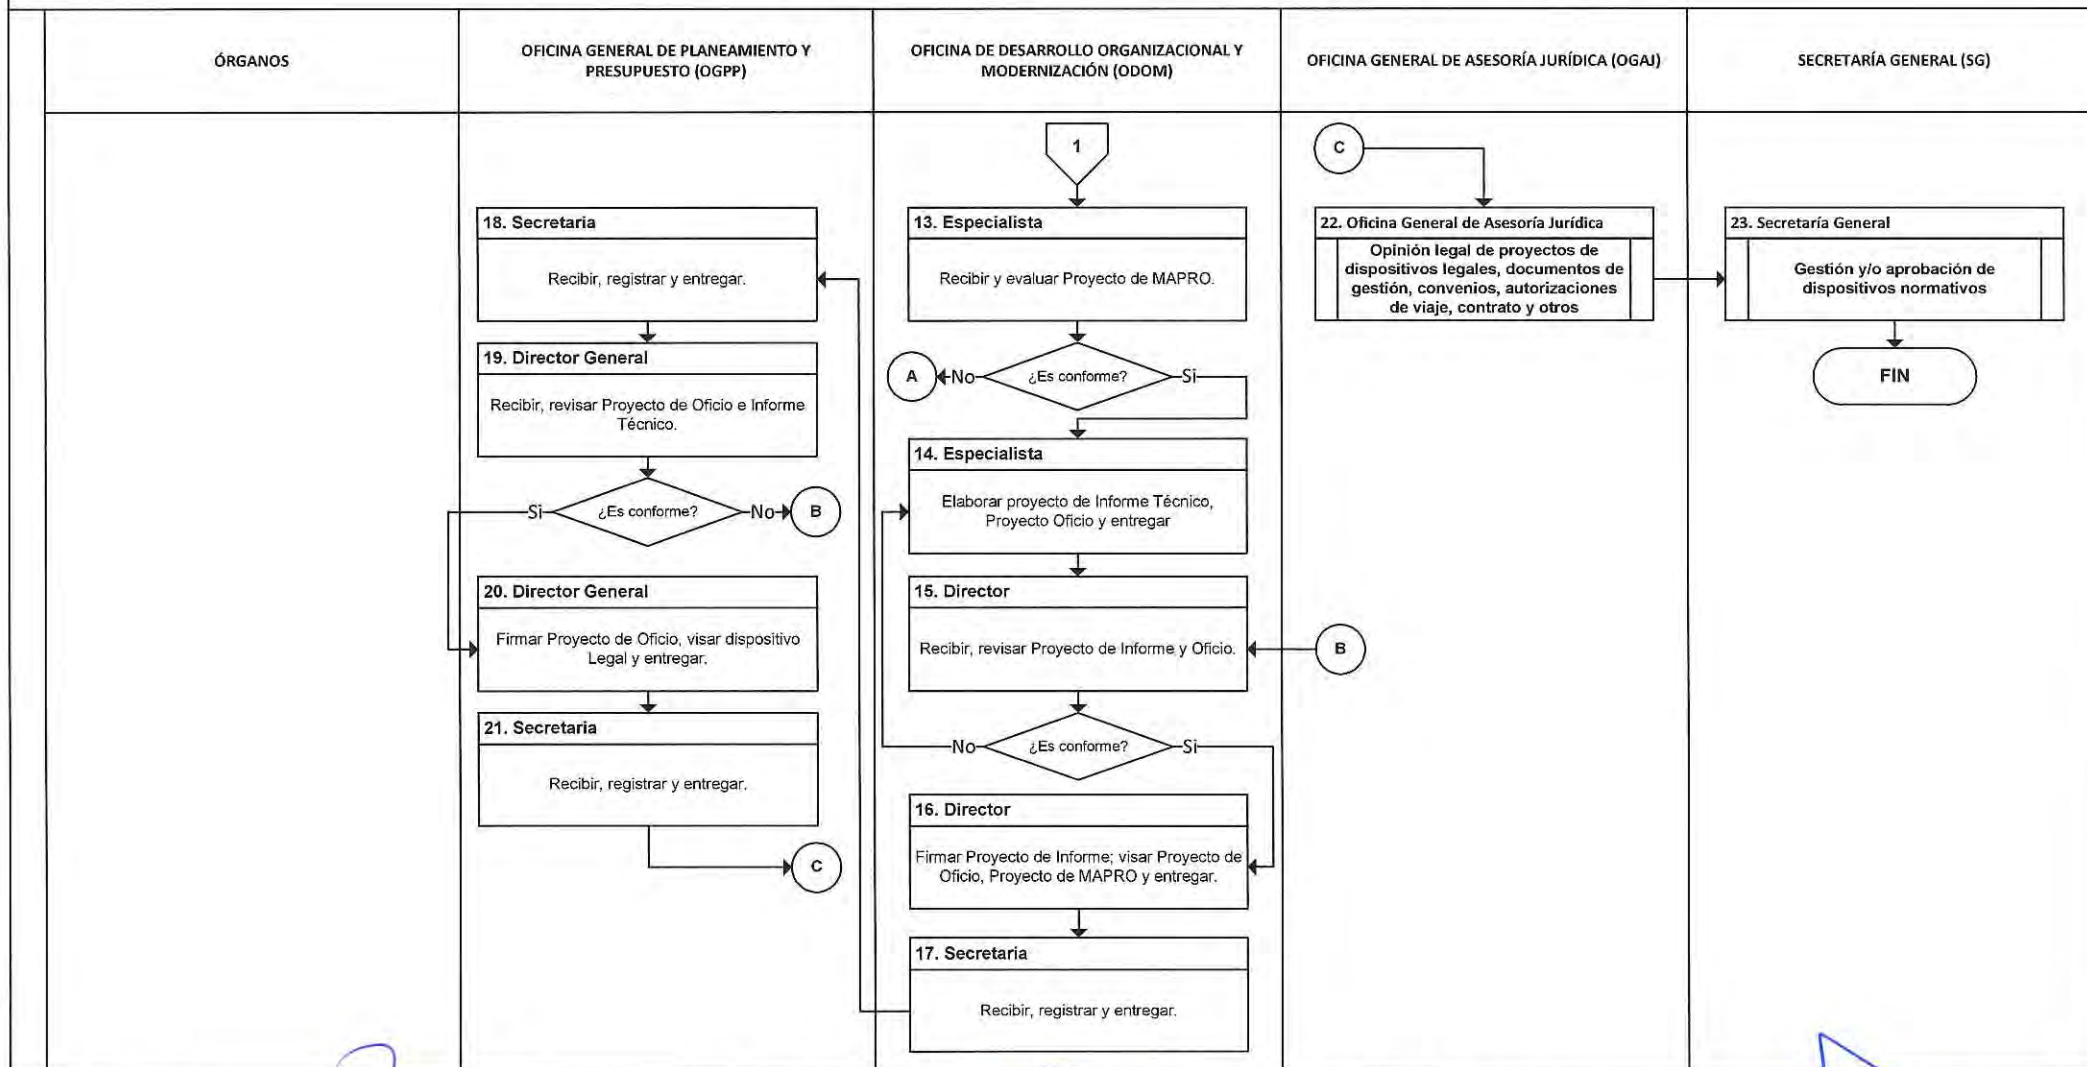 ÓRGANOS
OFICINA GENERAL DE PLANEAMIENTO Y
PRESUPUESTO (OGPP)
OFICINA DE DESARROLLO ORGANIZACIONAL Y
MODERNIZACIÓN (ODOM)
OFICINA GENERAL DE ASESORÍA JURÍDICA (OGAJ)
SECRETARÍA GENERAL (SG)
18. Secretaria
Recibir, registrar y entregar.
19. Director General
Recibir, revisar Proyecto de Oficio e Informe
Técnico.
Si
¿Es conforme?
No
B
20. Director General
Firmar Proyecto de Oficio, visar dispositivo
Legal y entregar.
21. Secretaria
Recibir, registrar y entregar.
C
1
13. Especialista
Recibir y evaluar Proyecto de MAPRO.
A
No
¿Es conforme?
Si
14. Especialista
Elaborar proyecto de Informe Técnico,
Proyecto Oficio y entregar
15. Director
Recibir, revisar Proyecto de Informe y Oficio.
No
¿Es conforme?
Si
16. Director
Firmar Proyecto de Informe; visar Proyecto de
Oficio, Proyecto de MAPRO y entregar.
17. Secretaria
Recibir, registrar y entregar.
C
22. Oficina General de Asesoría Jurídica
Opinión legal de proyectos de
dispositivos legales, documentos de
gestión, convenios, autorizaciones
de viaje, contrato y otros
B
23. Secretaría General
Gestión y/o aprobación de
dispositivos normativos
FIN